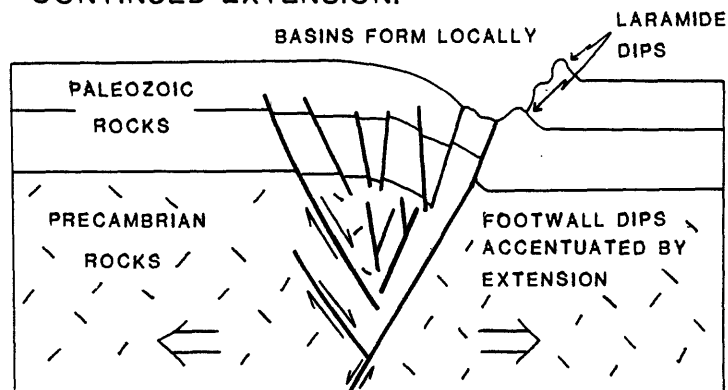 CONTINUED EXTENSION.
BASINS FORM LOCALLY
LARAMIDE
DIPS
PALEOZOIC
ROCKS
PRECAMBRIAN
ROCKS
FOOTWALL DIPS
ACCENTUATED BY
EXTENSION